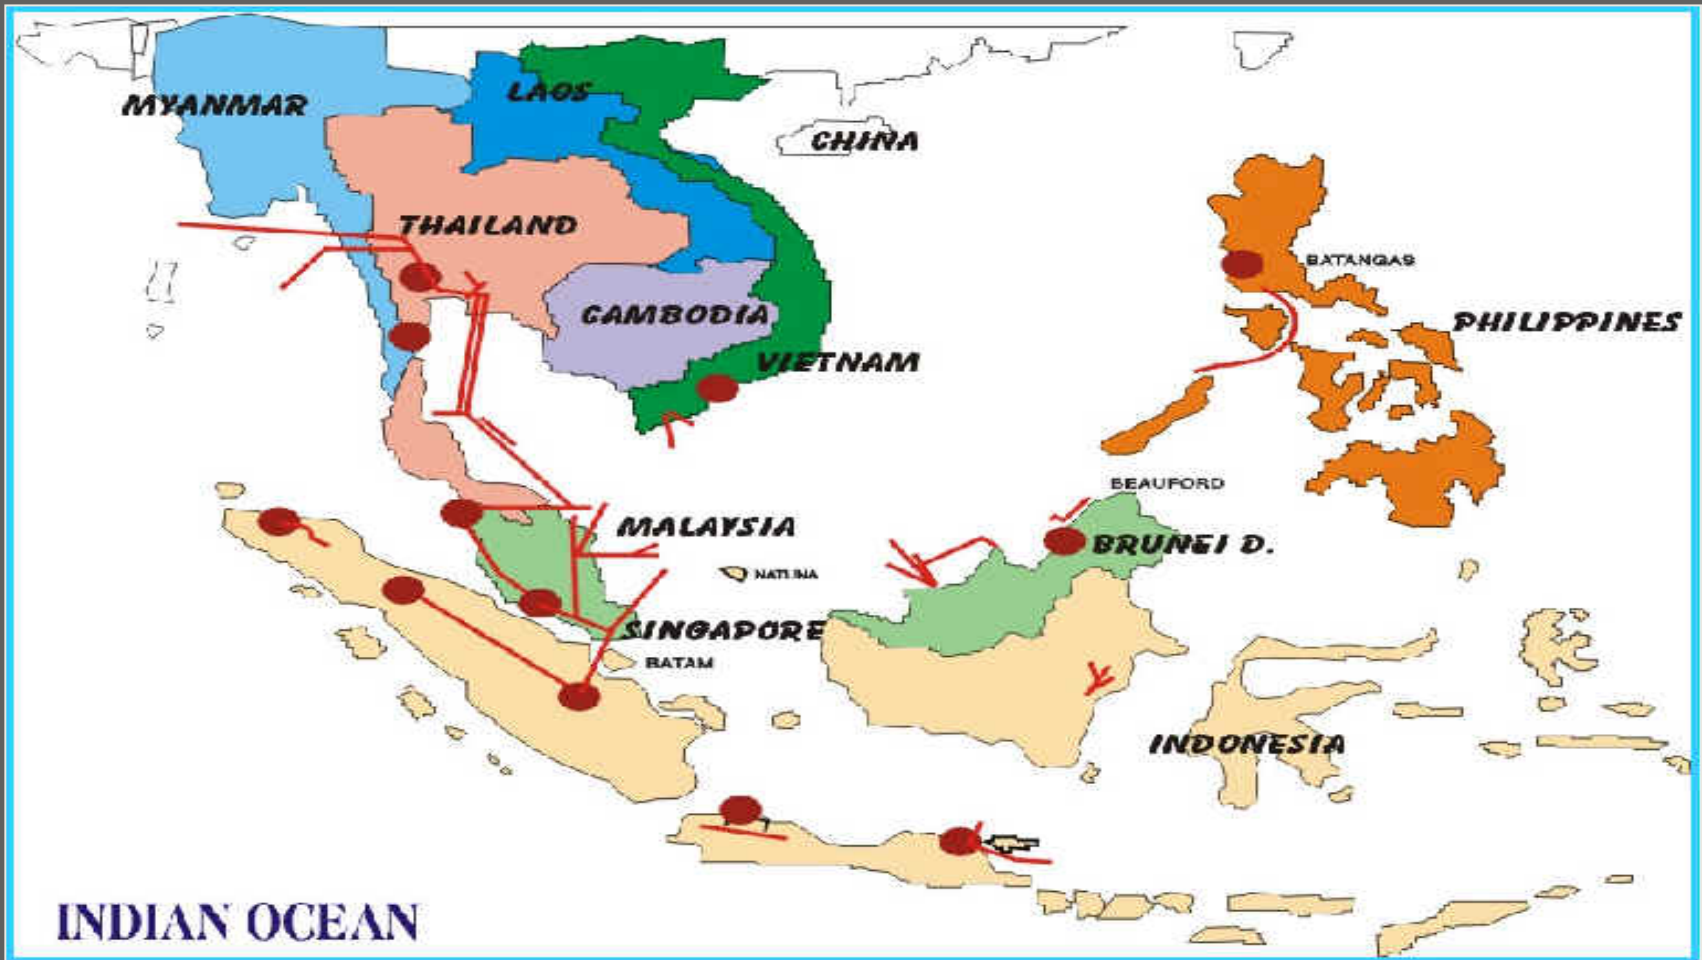 LAOS
MYANMAR
CHINA
THAILAND
BATANGAS
CAMBODIA
PHILIPPINES
VIETNAM
BEAUFORD
MALAYSIA
BRUNEI D.
NATUNA
SINGAPORE
BATAM
INDONESIA
INDIAN OCEAN